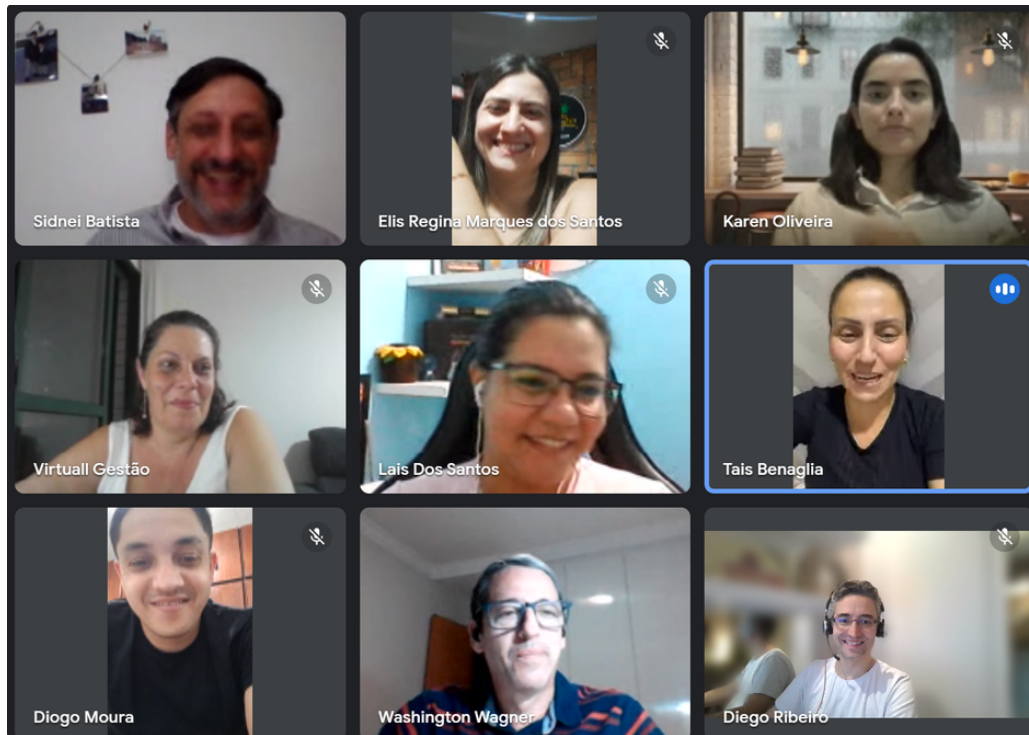 Sidnei Batista
Elis Regina Marques dos Santos
Karen Oliveira
Virtuall Gestão
Lais Dos Santos
Tais Benaglia
Diogo Moura
Washington Wagner
Diego Ribeiro